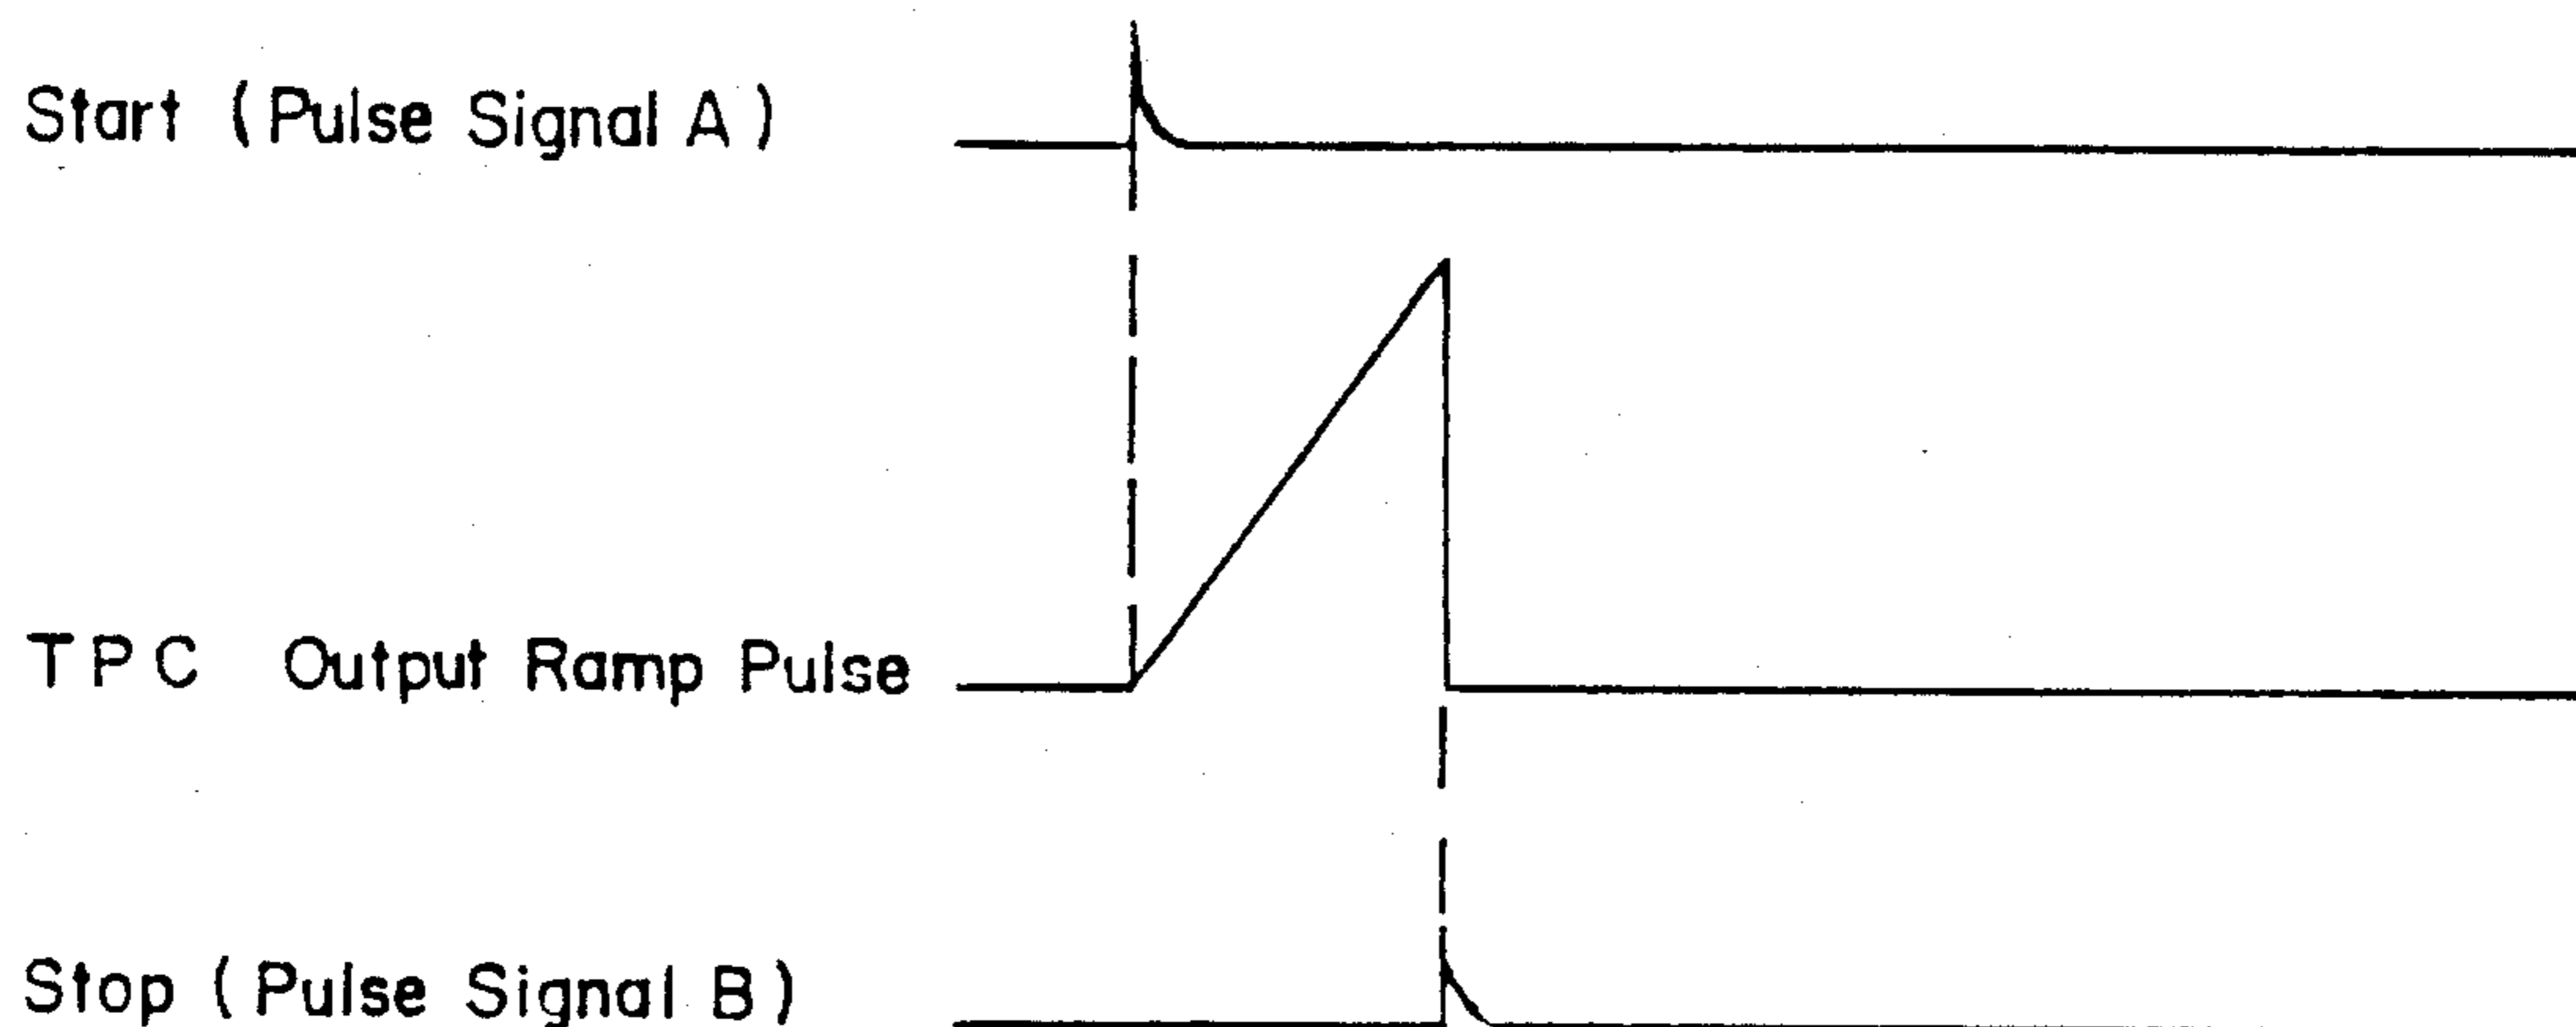 Start (Pulse Signal A)
TPC Output Ramp Pulse
Stop (Pulse Signal B)